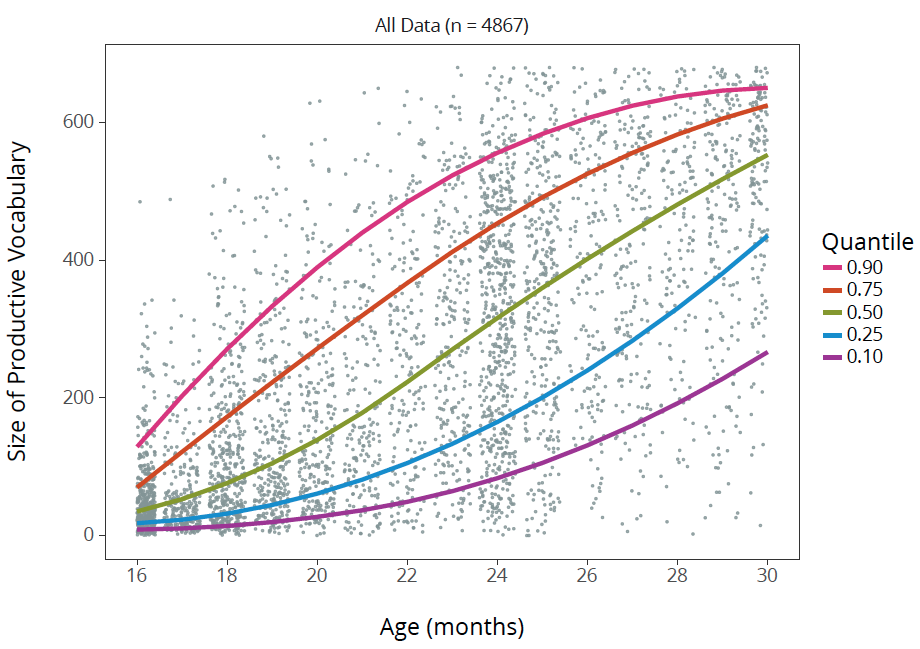 All Data (n = 4867)
Size of Productive Vocabulary
600
400
200
0
16 18 20 22 24 26 28 30
Age (months)
Quantile
0.90
0.75
0.50
0.25
0.10